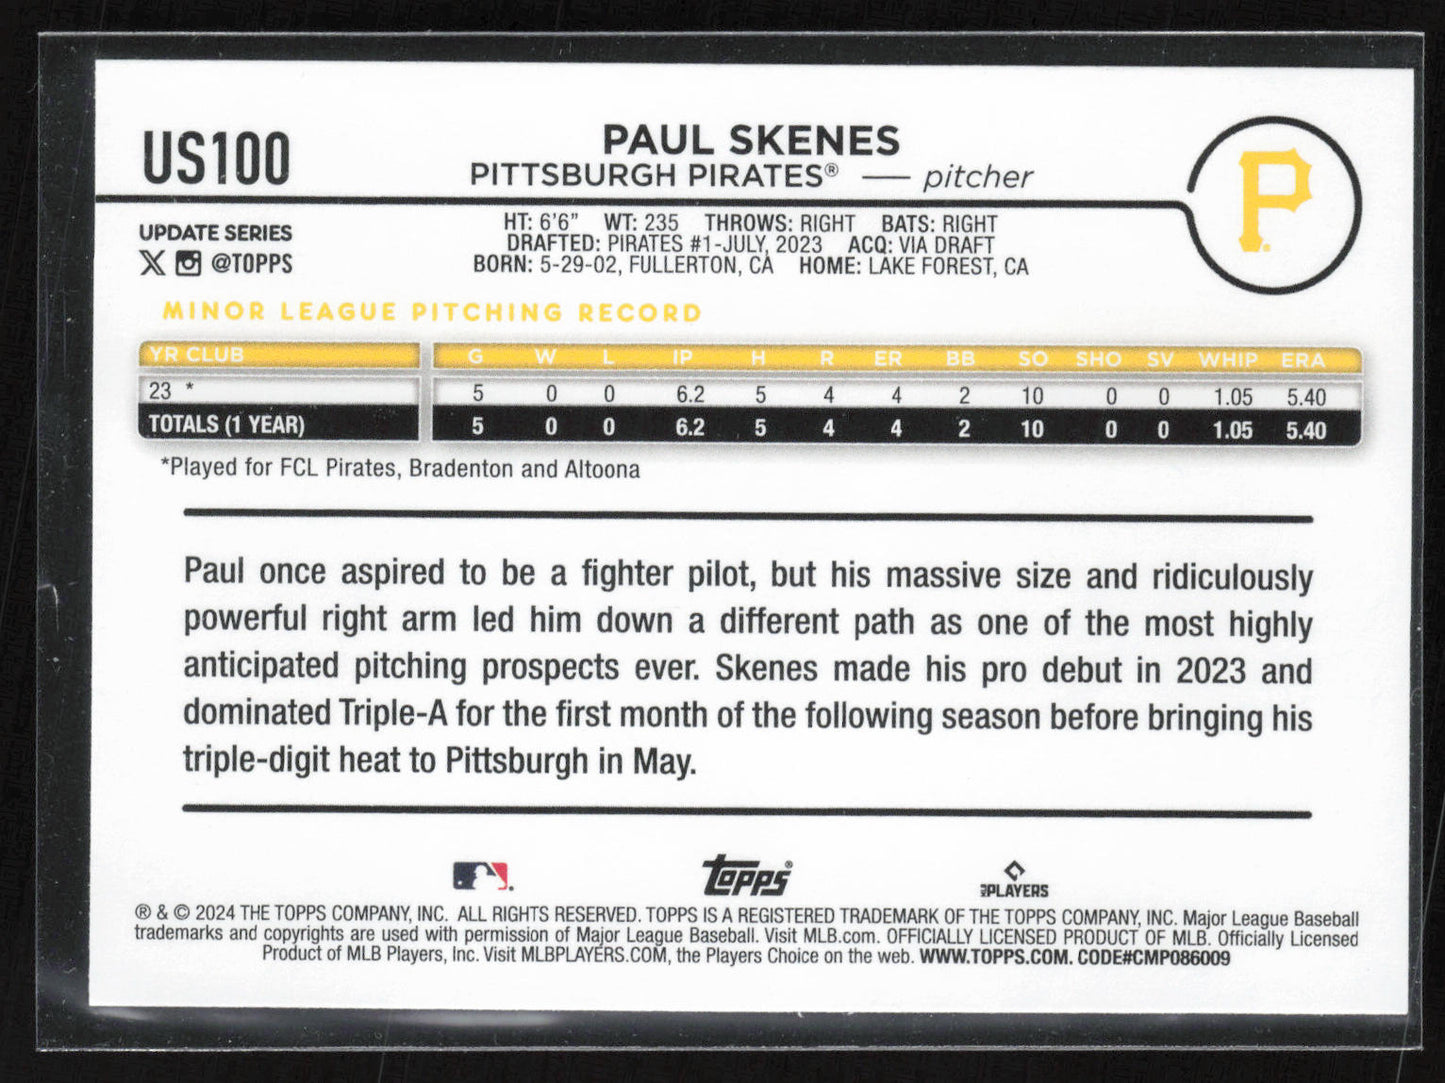 US100
PAUL SKENES
PITTSBURGH PIRATES® — pitcher
P
UPDATE SERIES
X @TOPPS
HT: 6'6" WT: 235 THROWS: RIGHT BATS: RIGHT
DRAFTED: PIRATES #1-JULY, 2023 ACQ: VIA DRAFT
BORN: 5-29-02, FULLERTON, CA HOME: LAKE FOREST, CA
MINOR LEAGUE PITCHING RECORD
YR CLUB G W L IP H R ER BB SO SHO SV WHIP ERA
23 * 5 0 0 6.2 5 4 4 2 10 0 0 1.05 5.40
TOTALS (1 YEAR) 5 0 0 6.2 5 4 4 2 10 0 0 1.05 5.40
*Played for FCL Pirates, Bradenton and Altoona
Paul once aspired to be a fighter pilot, but his massive size and ridiculously
powerful right arm led him down a different path as one of the most highly
anticipated pitching prospects ever. Skenes made his pro debut in 2023 and
dominated Triple-A for the first month of the following season before bringing his
triple-digit heat to Pittsburgh in May.
topps®
PLAYERS
® & © 2024 THE TOPPS COMPANY, INC. ALL RIGHTS RESERVED. TOPPS IS A REGISTERED TRADEMARK OF THE TOPPS COMPANY, INC. Major League Baseball
trademarks and copyrights are used with permission of Major League Baseball. Visit MLB.com. OFFICIALLY LICENSED PRODUCT OF MLB. Officially Licensed
Product of MLB Players, Inc. Visit MLBPLAYERS.COM, the Players Choice on the web. WWW.TOPPS.COM. CODE#CMP086009